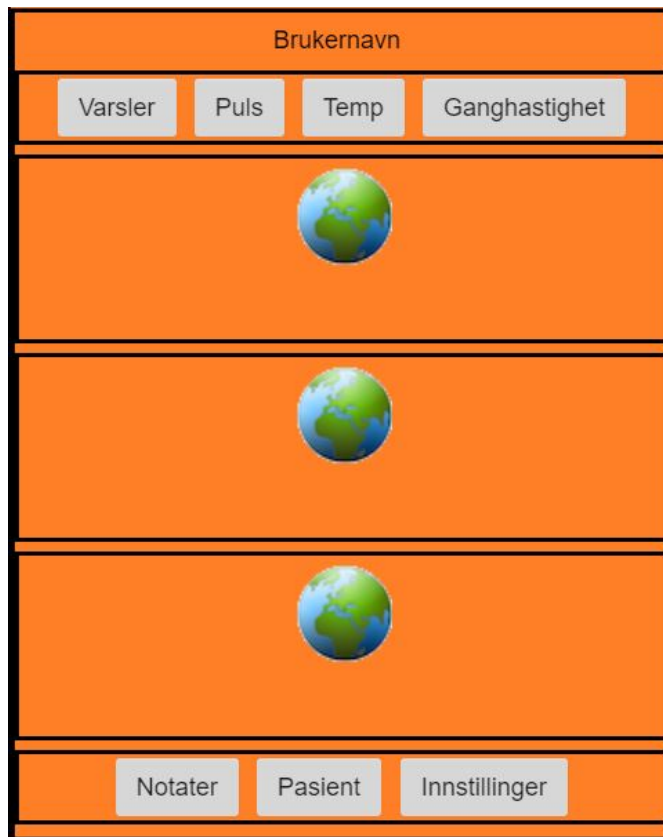 Brukernavn
Varsler Puls Temp Ganghastighet
Notater Pasient Innstillinger